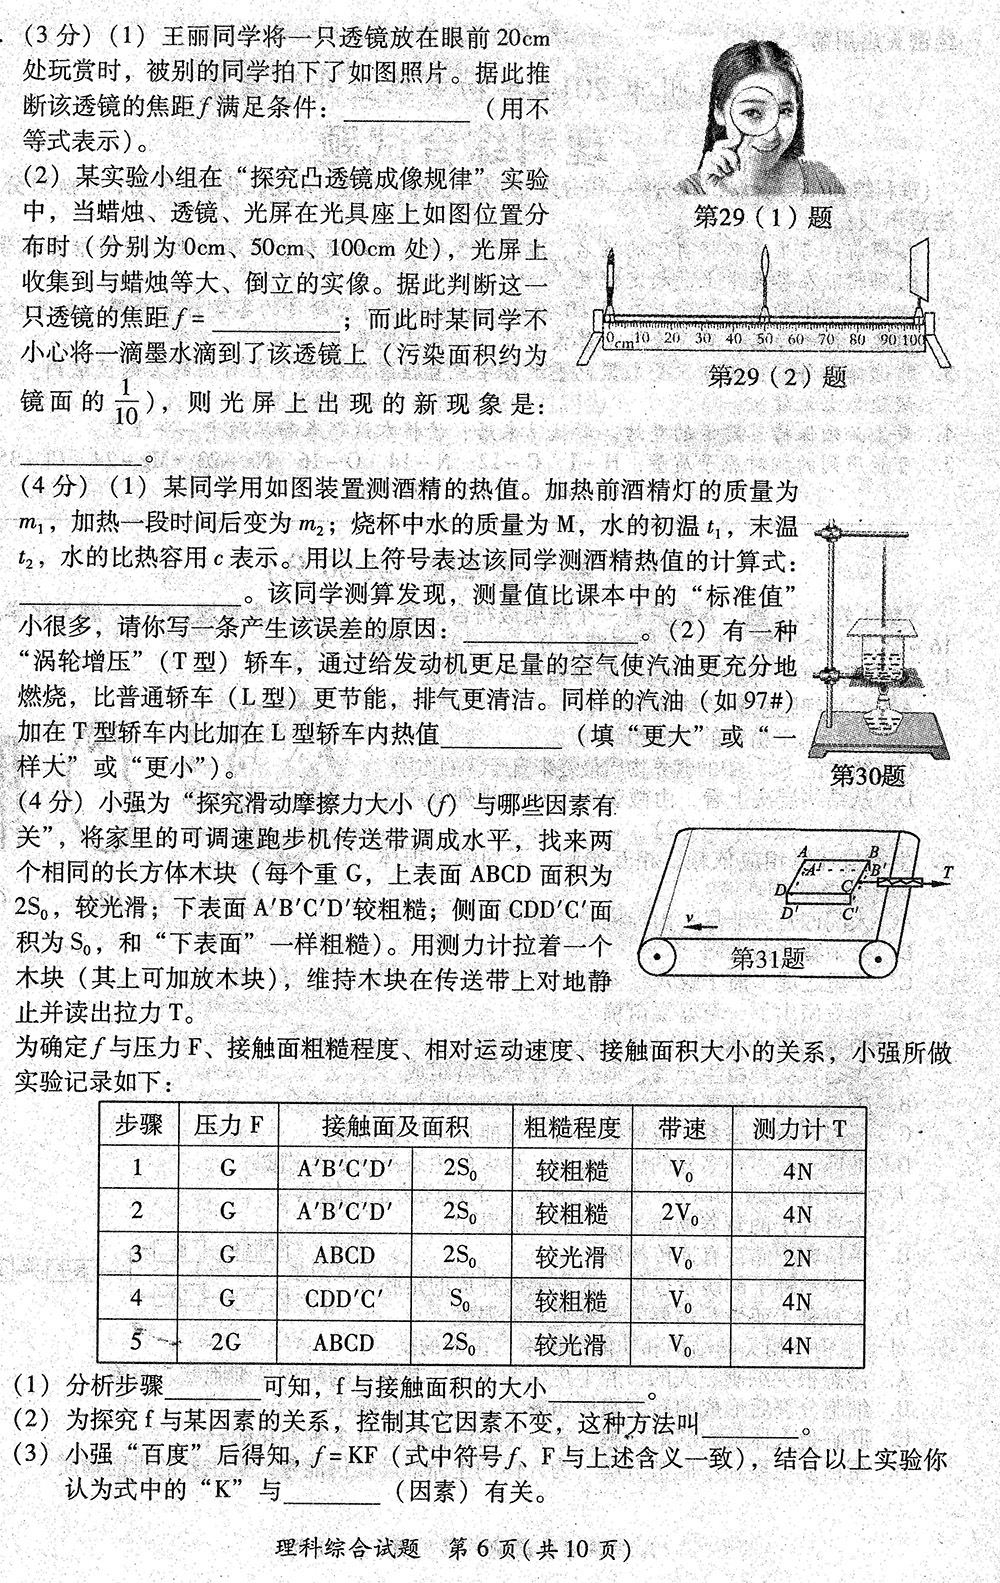 (3分)(1)王丽同学将一只透镜放在眼前20cm
处玩赏时，被别的同学拍下了如图照片。据此推
断该透镜的焦距f满足条件：__________（用不
等式表示）。
第29（1）题
(2)某实验小组在“探究凸透镜成像规律”实验
中，当蜡烛、透镜、光屏在光具座上如图位置分
布时（分别为0cm、50cm、100cm处），光屏上
收集到与蜡烛等大、倒立的实像。据此判断这一
只透镜的焦距f=__________；而此时某同学不
小心将一滴墨水滴到了该透镜上（污染面积约为
镜面的1/10），则光屏上出现的新现象是：
__________。
0cm 10 20 30 40 50 60 70 80 90 100
第29（2）题
(4分)(1)某同学用如图装置测酒精的热值。加热前酒精灯的质量为
m₁，加热一段时间后变为m₂；烧杯中水的质量为M，水的初温t₁，末温
t₂，水的比热容用c表示。用以上符号表达该同学测酒精热值的计算式：
__________________。该同学测算发现，测量值比课本中的“标准值”
小很多，请你写一条产生该误差的原因：______________。(2)有一种
“涡轮增压”（T型）轿车，通过给发动机更足量的空气使汽油更充分地
燃烧，比普通轿车（L型）更节能，排气更清洁。同样的汽油（如97#）
加在T型轿车内比加在L型轿车内热值__________（填“更大”或“一
样大”或“更小”）。
第30题
(4分)小强为“探究滑动摩擦力大小（f）与哪些因素有
关”，将家里的可调速跑步机传送带调成水平，找来两
个相同的长方体木块（每个重G，上表面ABCD面积为
2S₀，较光滑；下表面A′B′C′D′较粗糙；侧面CDD′C′面
积为S₀，和“下表面”一样粗糙）。用测力计拉着一个
木块（其上可加放木块），维持木块在传送带上对地静
止并读出拉力T。
A B
A′ B′ T
D C
D′ C′
v
第31题
为确定f与压力F、接触面粗糙程度、相对运动速度、接触面积大小的关系，小强所做
实验记录如下：
步骤 压力F 接触面及面积 粗糙程度 带速 测力计T
1 G A′B′C′D′ 2S₀ 较粗糙 V₀ 4N
2 G A′B′C′D′ 2S₀ 较粗糙 2V₀ 4N
3 G ABCD 2S₀ 较光滑 V₀ 2N
4 G CDD′C′ S₀ 较粗糙 V₀ 4N
5 2G ABCD 2S₀ 较光滑 V₀ 4N
(1)分析步骤________可知，f与接触面积的大小________。
(2)为探究f与某因素的关系，控制其它因素不变，这种方法叫________。
(3)小强“百度”后得知，f=KF（式中符号f、F与上述含义一致），结合以上实验你
认为式中的“K”与________（因素）有关。
理科综合试题 第6页(共10页)